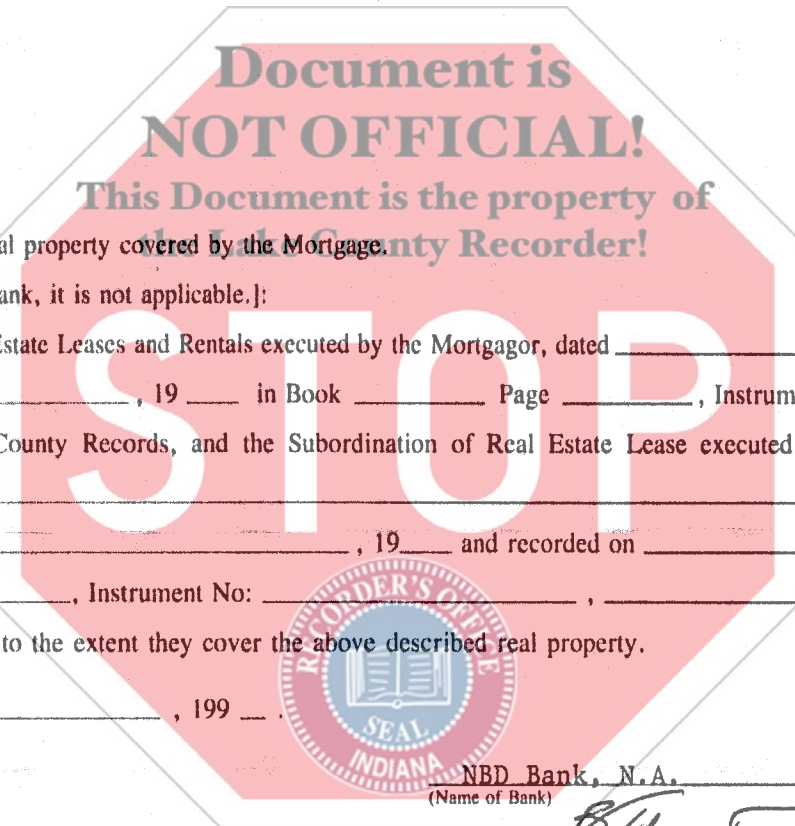 Document is
NOT OFFICIAL!
This Document is the property of
the Lake County Recorder!
al property covered by the Mortgage.
ank, it is not applicable.]:
Estate Leases and Rentals executed by the Mortgagor, dated
, 19 in Book Page , Instrum
County Records, and the Subordination of Real Estate Lease executed
STOP
, 19 and recorded on
, Instrument No: ,
to the extent they cover the above described real property.
, 199 .
RECORDER'S OFFICE
SEAL
INDIANA
NBD Bank, N.A.
(Name of Bank)